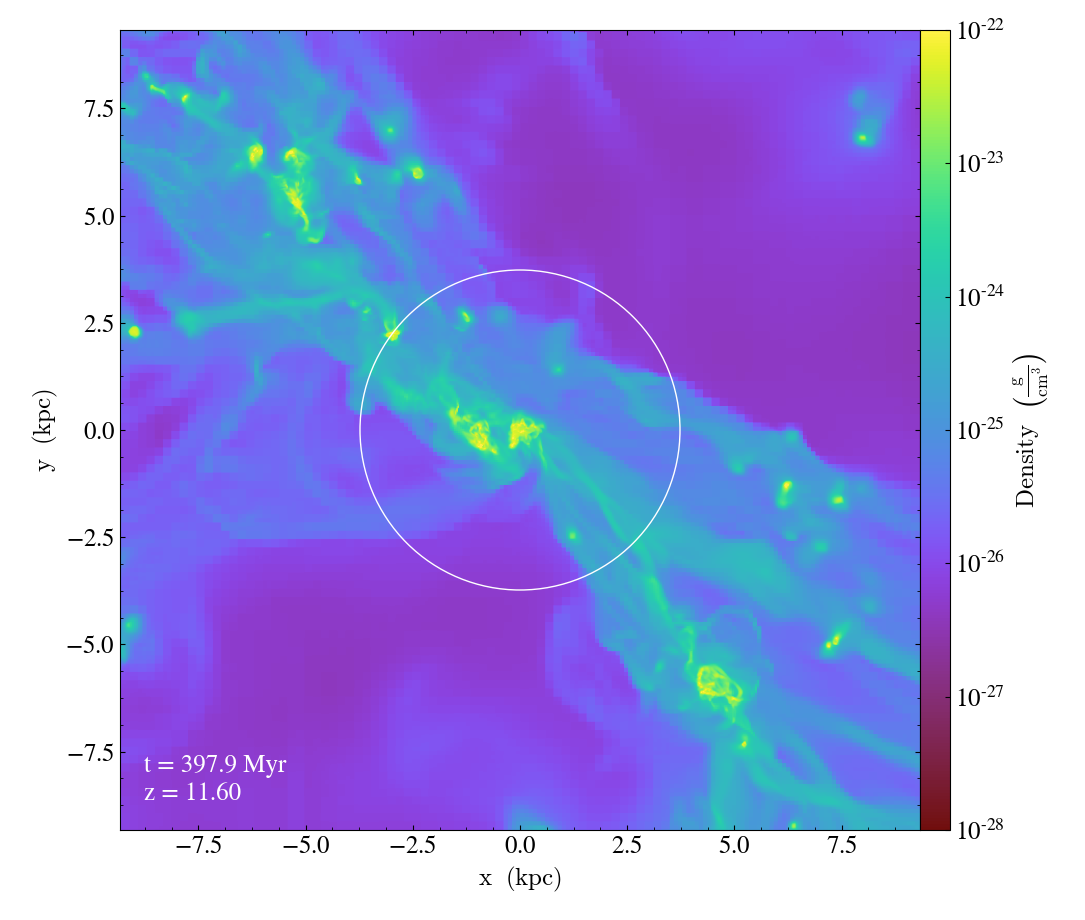 7.5
5.0
2.5
0.0
−2.5
−5.0
−7.5
y (kpc)
t = 397.9 Myr
z = 11.60
−7.5 −5.0 −2.5 0.0 2.5 5.0 7.5
x (kpc)
10^-22
10^-23
10^-24
10^-25
10^-26
10^-27
10^-28
Density (g/cm^3)